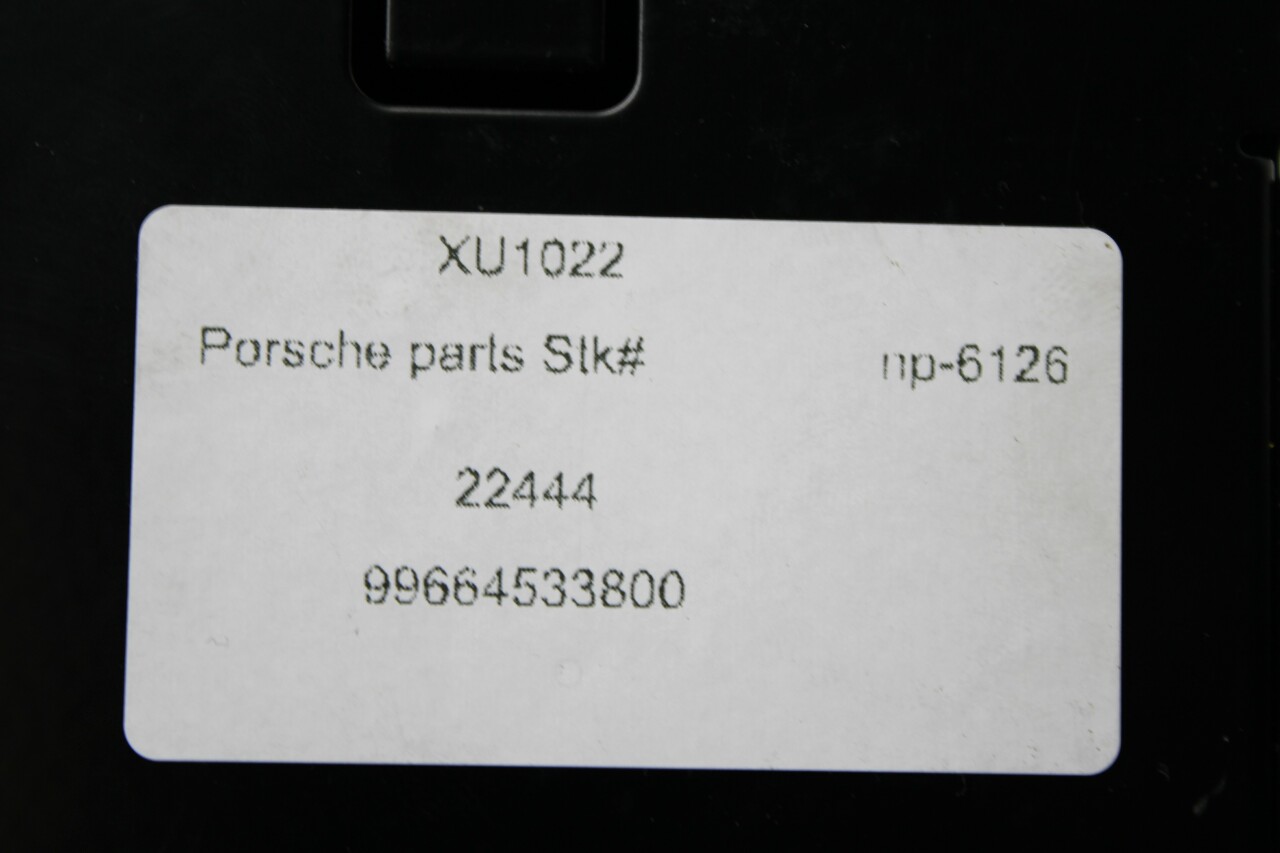 XU1022
Porsche parts Stk# np-6126
22444
99664533800